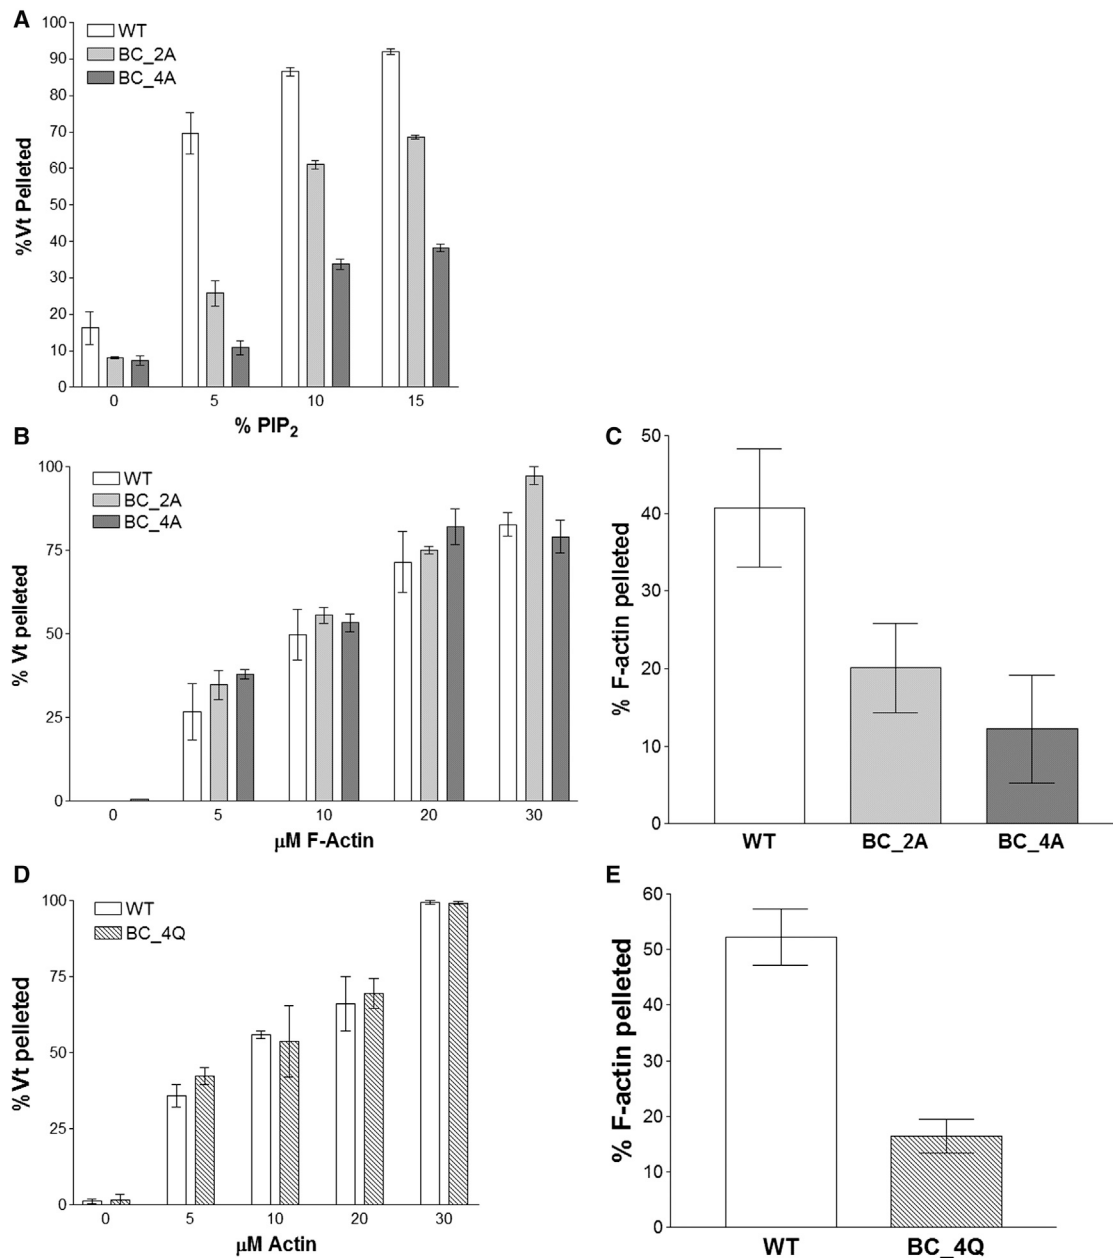 A
WT
BC_2A
BC_4A
100
90
80
70
60
50
40
30
20
10
0
% Vt Pelleted
0 5 10 15
% PIP2
B
WT
BC_2A
BC_4A
100
75
50
25
0
% Vt pelleted
0 5 10 20 30
μM F-Actin
C
50
40
30
20
10
0
% F-actin pelleted
WT BC_2A BC_4A
D
WT
BC_4Q
100
75
50
25
0
% Vt pelleted
0 5 10 20 30
μM Actin
E
60
50
40
30
20
10
0
% F-actin pelleted
WT BC_4Q